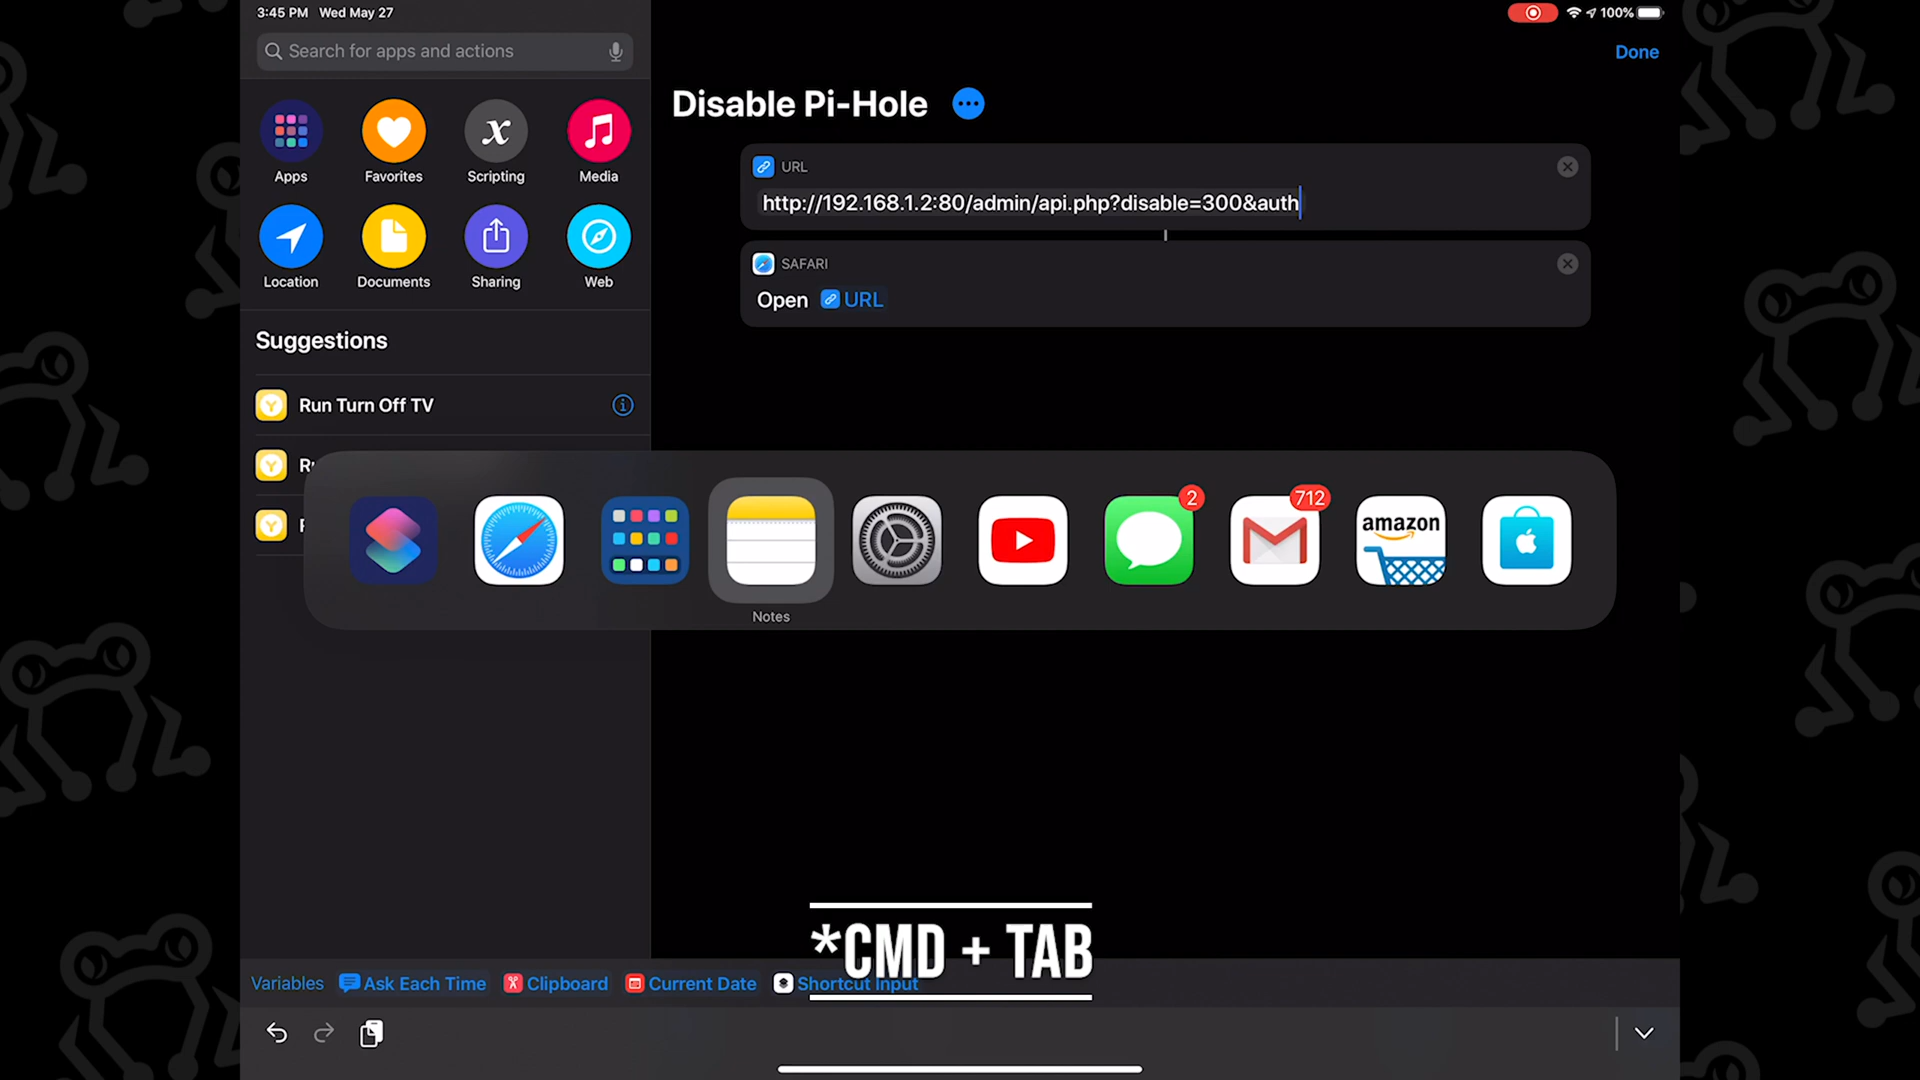 3:45 PM Wed May 27
100%
Search for apps and actions
Done
Disable Pi-Hole
Apps
Favorites
Scripting
Media
URL
http://192.168.1.2:80/admin/api.php?disable=300&auth
Location
Documents
Sharing
Web
SAFARI
Open URL
Suggestions
Run Turn Off TV
2
712
amazon
Notes
*CMD + TAB
Variables Ask Each Time Clipboard Current Date Shortcut Input